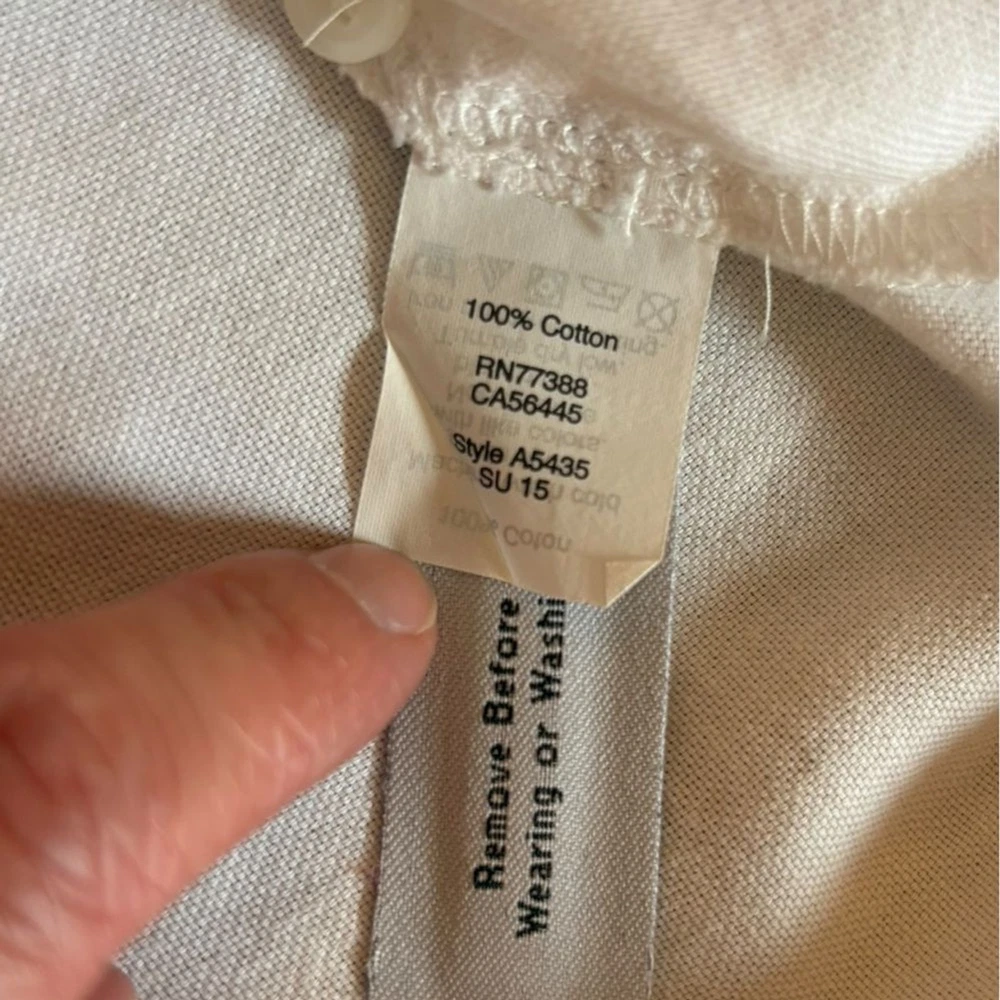 100% Cotton
RN77388
CA56445
Style A5435
SU 15
Remove Before
Wearing or Washi